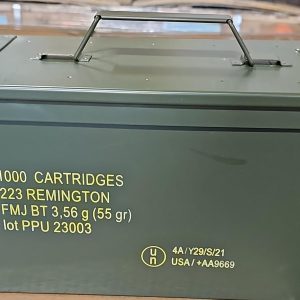 1000 CARTRIDGES
223 REMINGTON
FMJ BT 3,56 g (55 gr)
lot PPU 23003
u
n
4A/Y29/S/21
USA/+AA9669